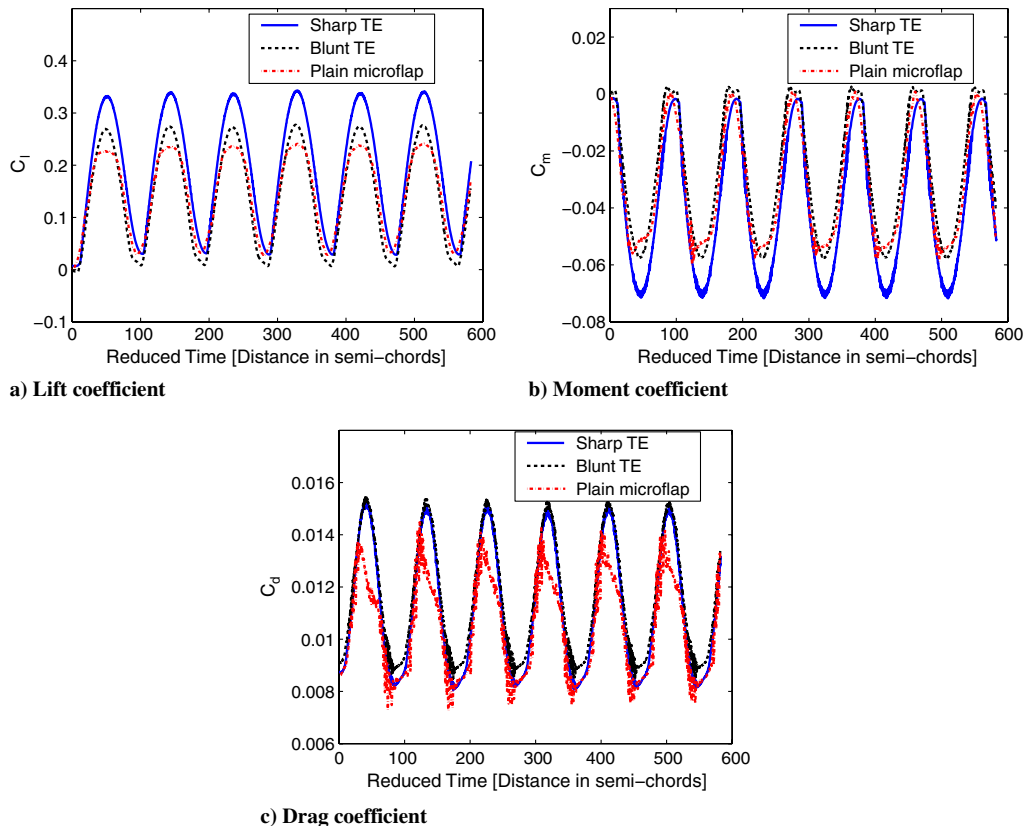 Sharp TE
Blunt TE
Plain microflap
0.4
0.3
0.2
0.1
0
−0.1
C_l
0 100 200 300 400 500 600
Reduced Time [Distance in semi−chords]
a) Lift coefficient
Sharp TE
Blunt TE
Plain microflap
0.02
0
−0.02
−0.04
−0.06
−0.08
C_m
0 100 200 300 400 500 600
Reduced Time [Distance in semi−chords]
b) Moment coefficient
Sharp TE
Blunt TE
Plain microflap
0.016
0.014
0.012
0.01
0.008
0.006
C_d
0 100 200 300 400 500 600
Reduced Time [Distance in semi−chords]
c) Drag coefficient